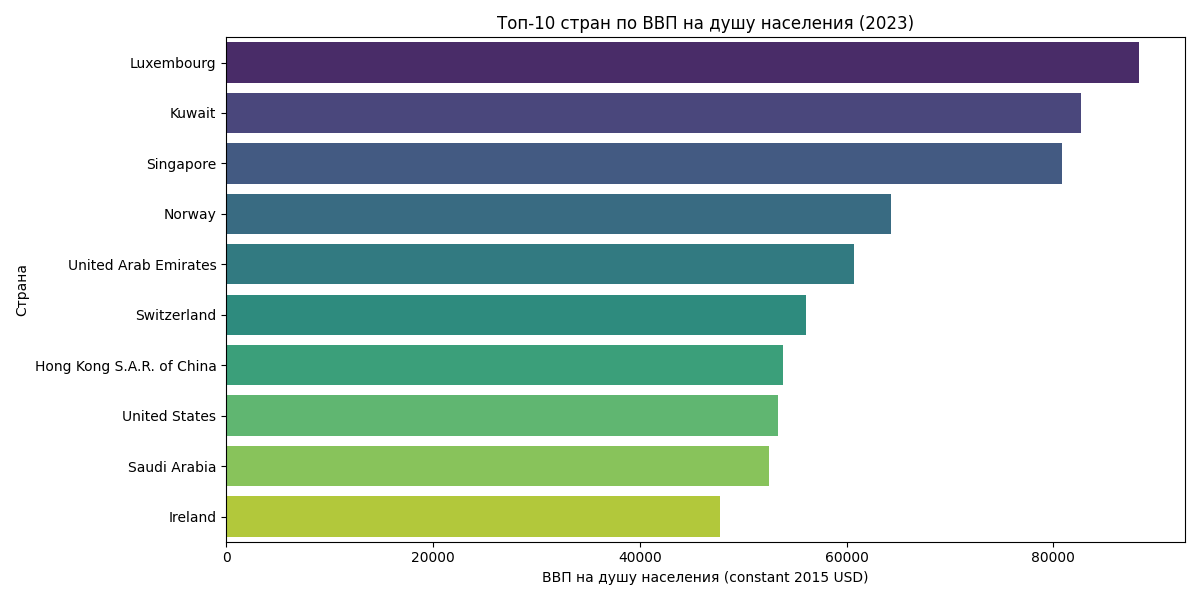 Топ-10 стран по ВВП на душу населения (2023)
Страна
Luxembourg
Kuwait
Singapore
Norway
United Arab Emirates
Switzerland
Hong Kong S.A.R. of China
United States
Saudi Arabia
Ireland
0 20000 40000 60000 80000
ВВП на душу населения (constant 2015 USD)